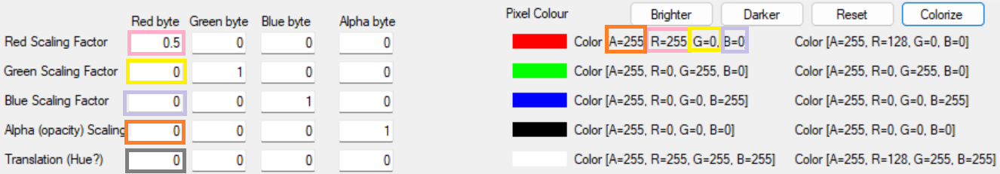 Pixel Colour Brighter Darker Reset Colorize
Red byte Green byte Blue byte Alpha byte
Red Scaling Factor 0.5 0 0 0 Color [A=255, R=255, G=0, B=0] Color [A=255, R=128, G=0, B=0]
Green Scaling Factor 0 1 0 0 Color [A=255, R=0, G=255, B=0] Color [A=255, R=0, G=255, B=0]
Blue Scaling Factor 0 0 1 0 Color [A=255, R=0, G=0, B=255] Color [A=255, R=0, G=0, B=255]
Alpha (opacity) Scaling 0 0 0 1 Color [A=255, R=0, G=0, B=0] Color [A=255, R=0, G=0, B=0]
Translation (Hue?) 0 0 0 0 Color [A=255, R=255, G=255, B=255] Color [A=255, R=128, G=255, B=255]